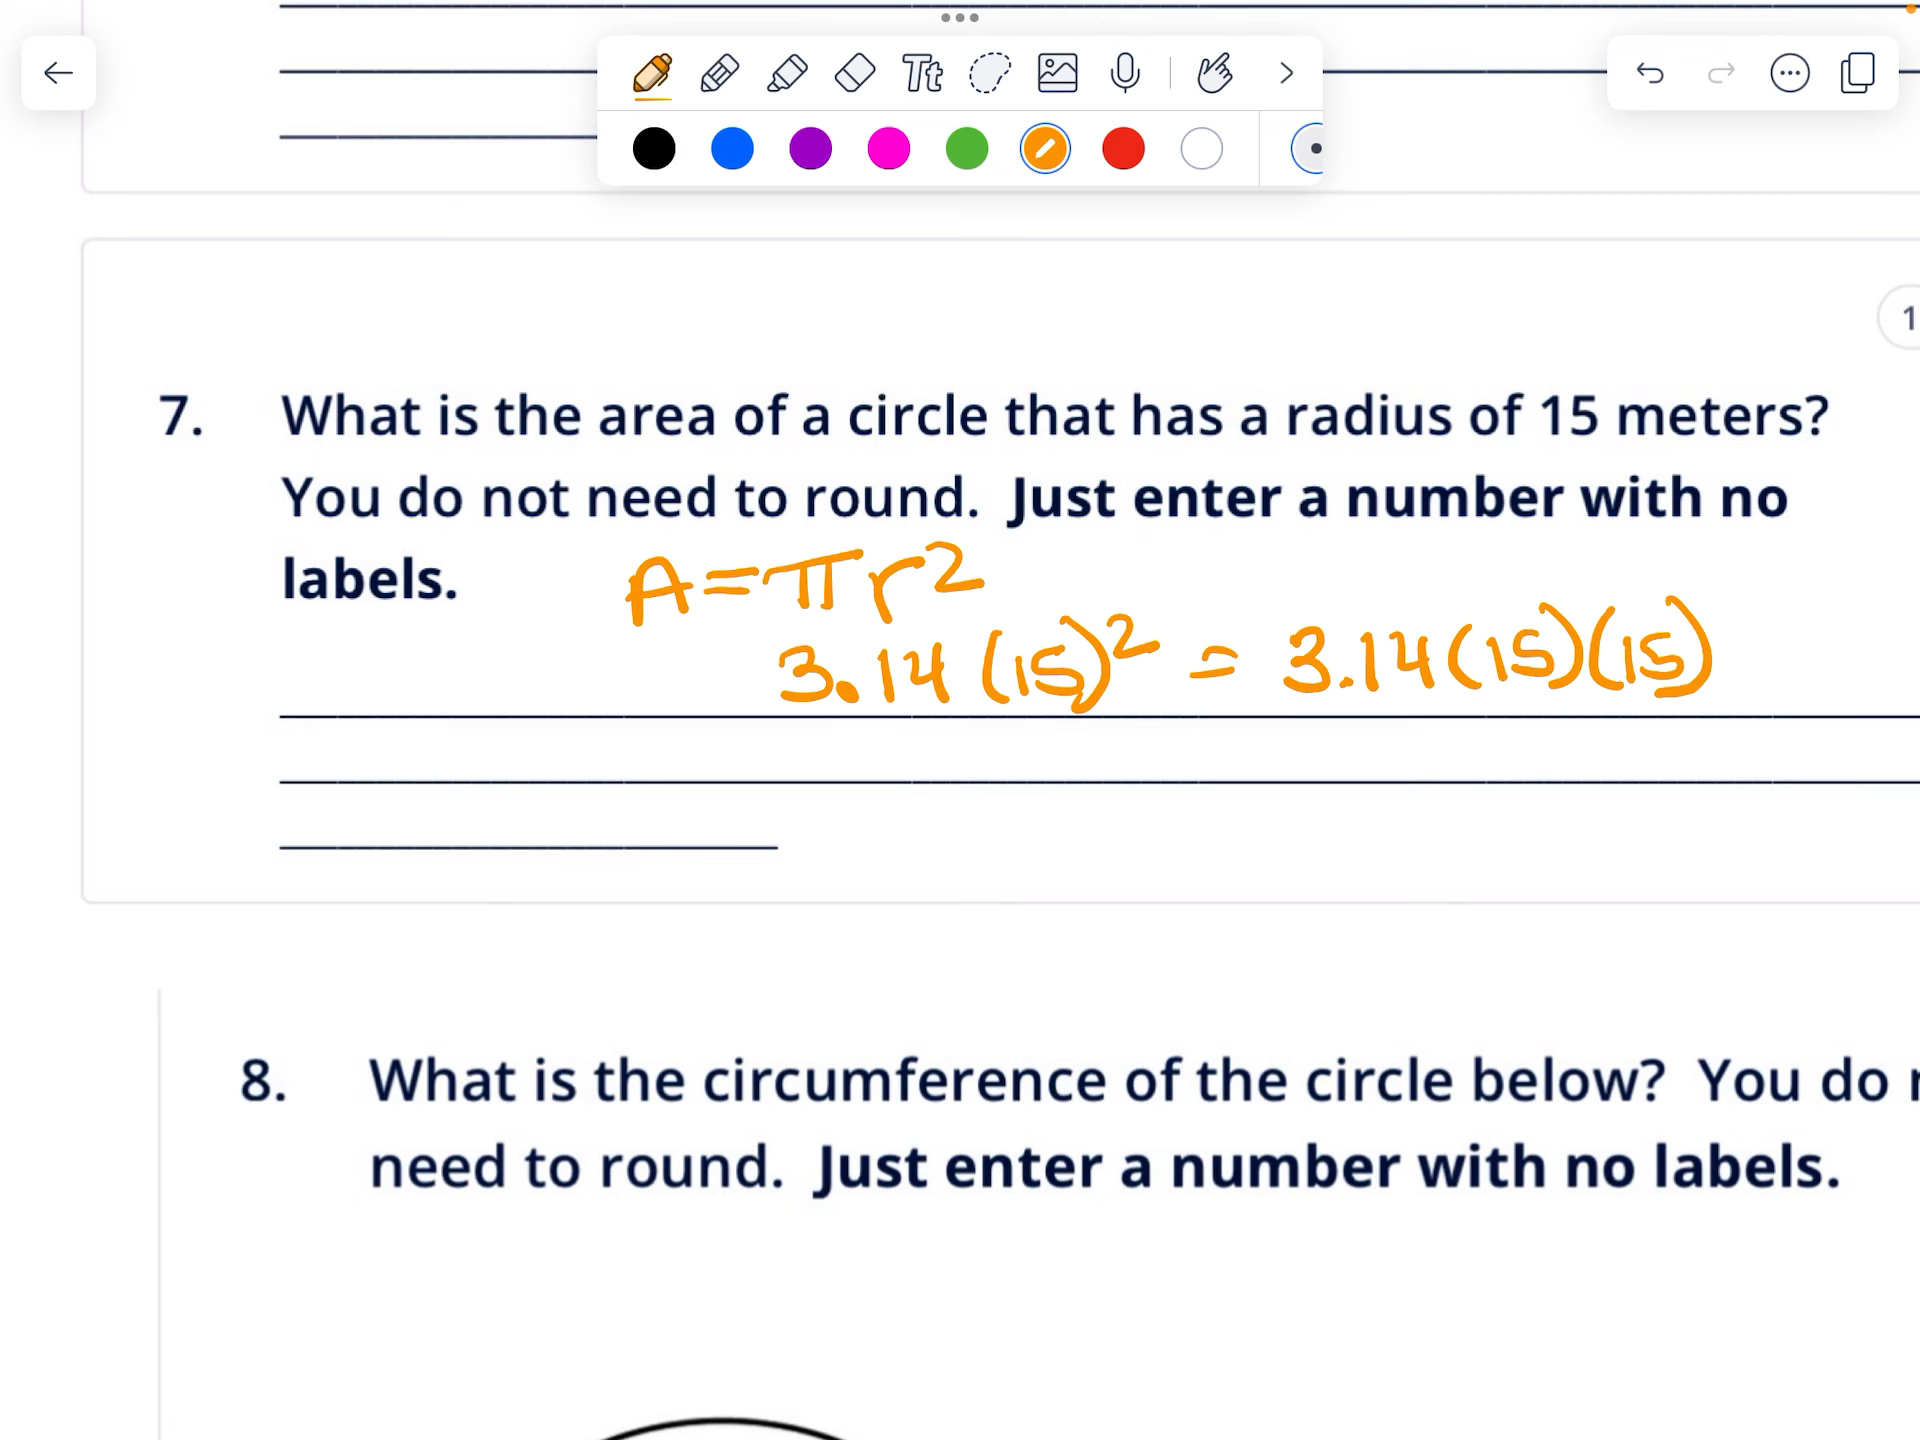 Tt
1
7. What is the area of a circle that has a radius of 15 meters?
You do not need to round. Just enter a number with no
labels.
A=πr²
3.14(15)² = 3.14(15)(15)
8. What is the circumference of the circle below? You do
need to round. Just enter a number with no labels.